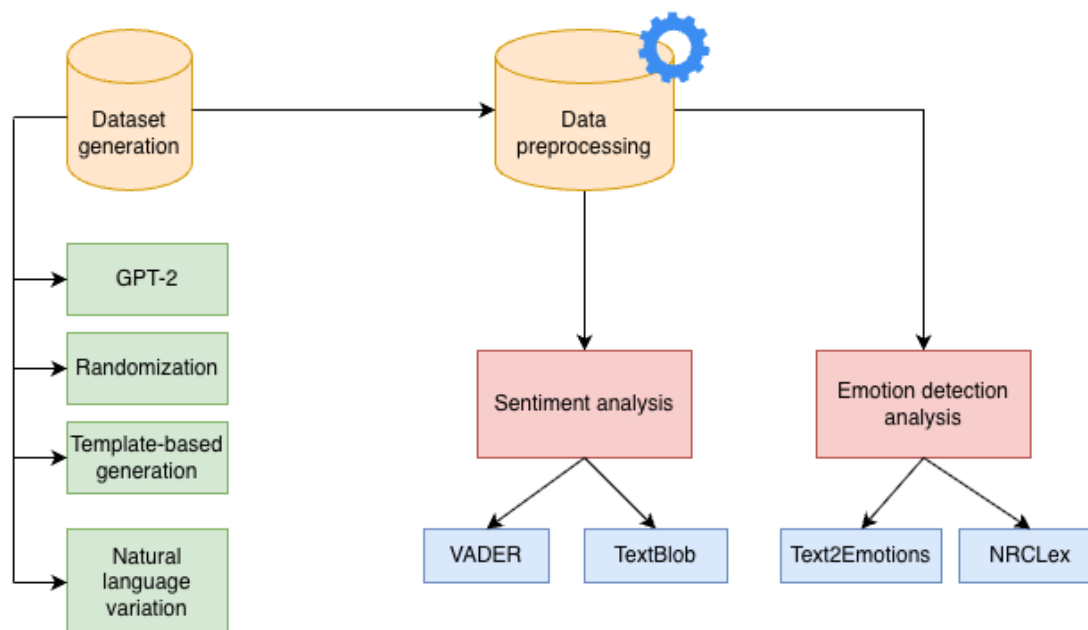 Dataset
generation
Data
preprocessing
GPT-2
Randomization
Template-based
generation
Natural
language
variation
Sentiment analysis
Emotion detection
analysis
VADER
TextBlob
Text2Emotions
NRCLex